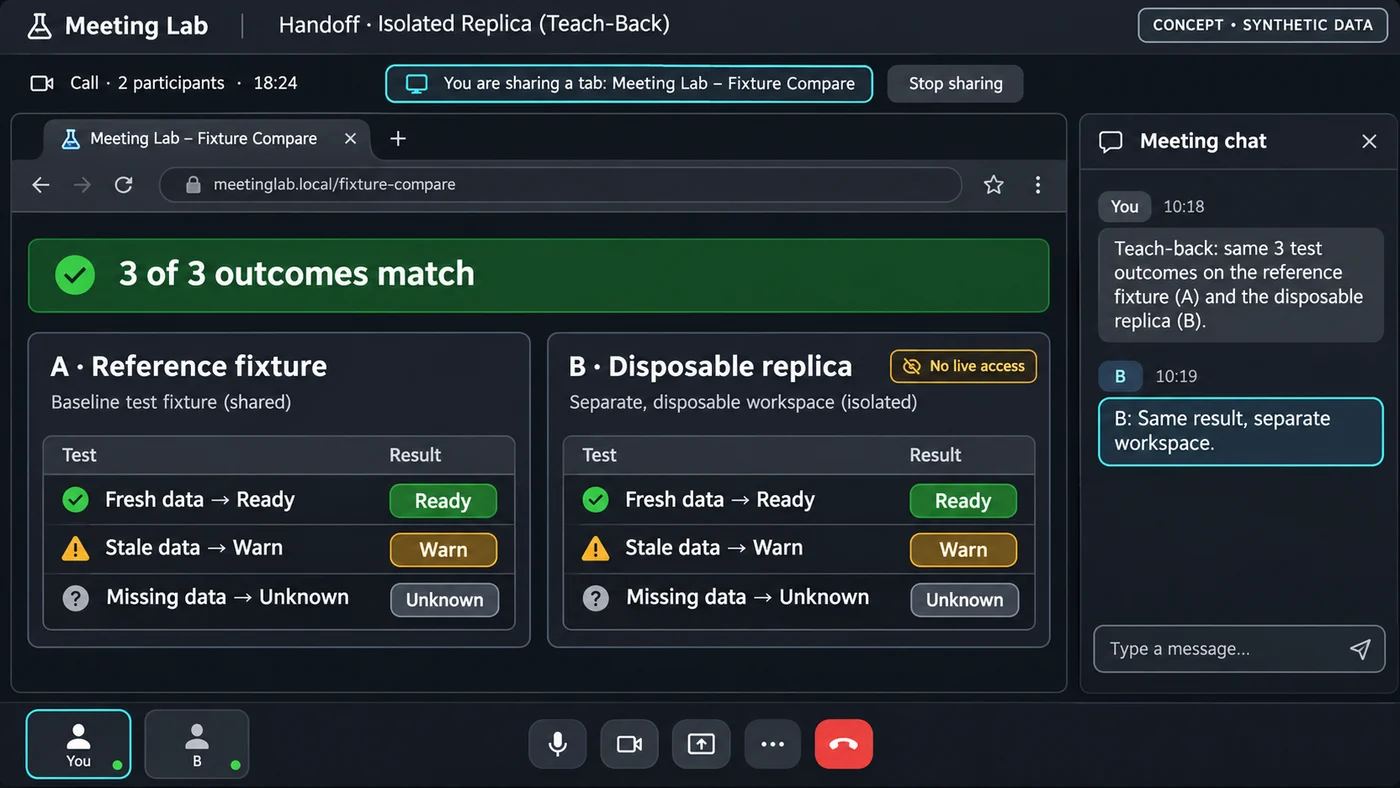 Meeting Lab
Handoff · Isolated Replica (Teach-Back)
CONCEPT • SYNTHETIC DATA
Call · 2 participants · 18:24
You are sharing a tab: Meeting Lab – Fixture Compare
Stop sharing
Meeting Lab – Fixture Compare
meetinglab.local/fixture-compare
3 of 3 outcomes match
A · Reference fixture
Baseline test fixture (shared)
Test Result
Fresh data → Ready Ready
Stale data → Warn Warn
Missing data → Unknown Unknown
B · Disposable replica
No live access
Separate, disposable workspace (isolated)
Test Result
Fresh data → Ready Ready
Stale data → Warn Warn
Missing data → Unknown Unknown
Meeting chat
You 10:18
Teach-back: same 3 test
outcomes on the reference
fixture (A) and the disposable
replica (B).
B 10:19
B: Same result, separate
workspace.
Type a message...
You
B